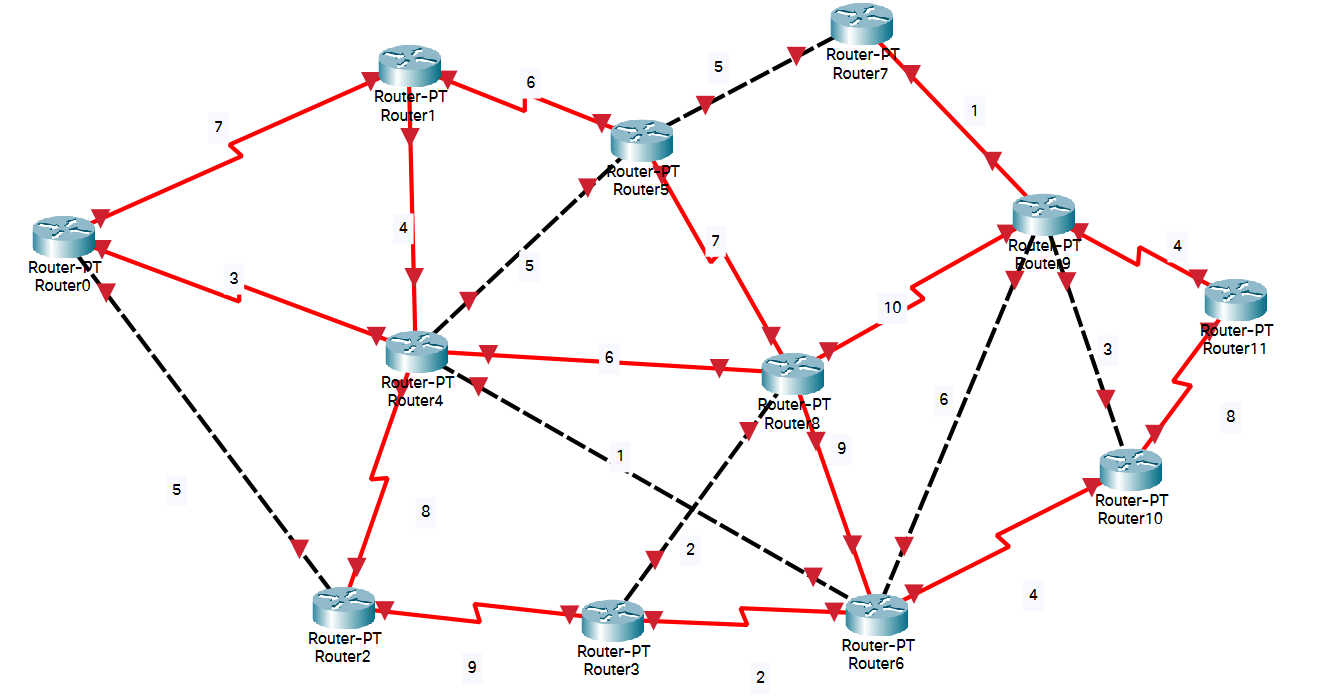 Router-PT
Router7
5
Router-PT
Router1
6
1
7
Router-PT
Router5
4
7
4
Router-PT
Router9
Router-PT
Router0
5
3
10
Router-PT
Router11
3
6
Router-PT
Router4
Router-PT
Router8
6
8
9
1
5
8
Router-PT
Router10
2
4
Router-PT
Router2
Router-PT
Router3
Router-PT
Router6
9
2